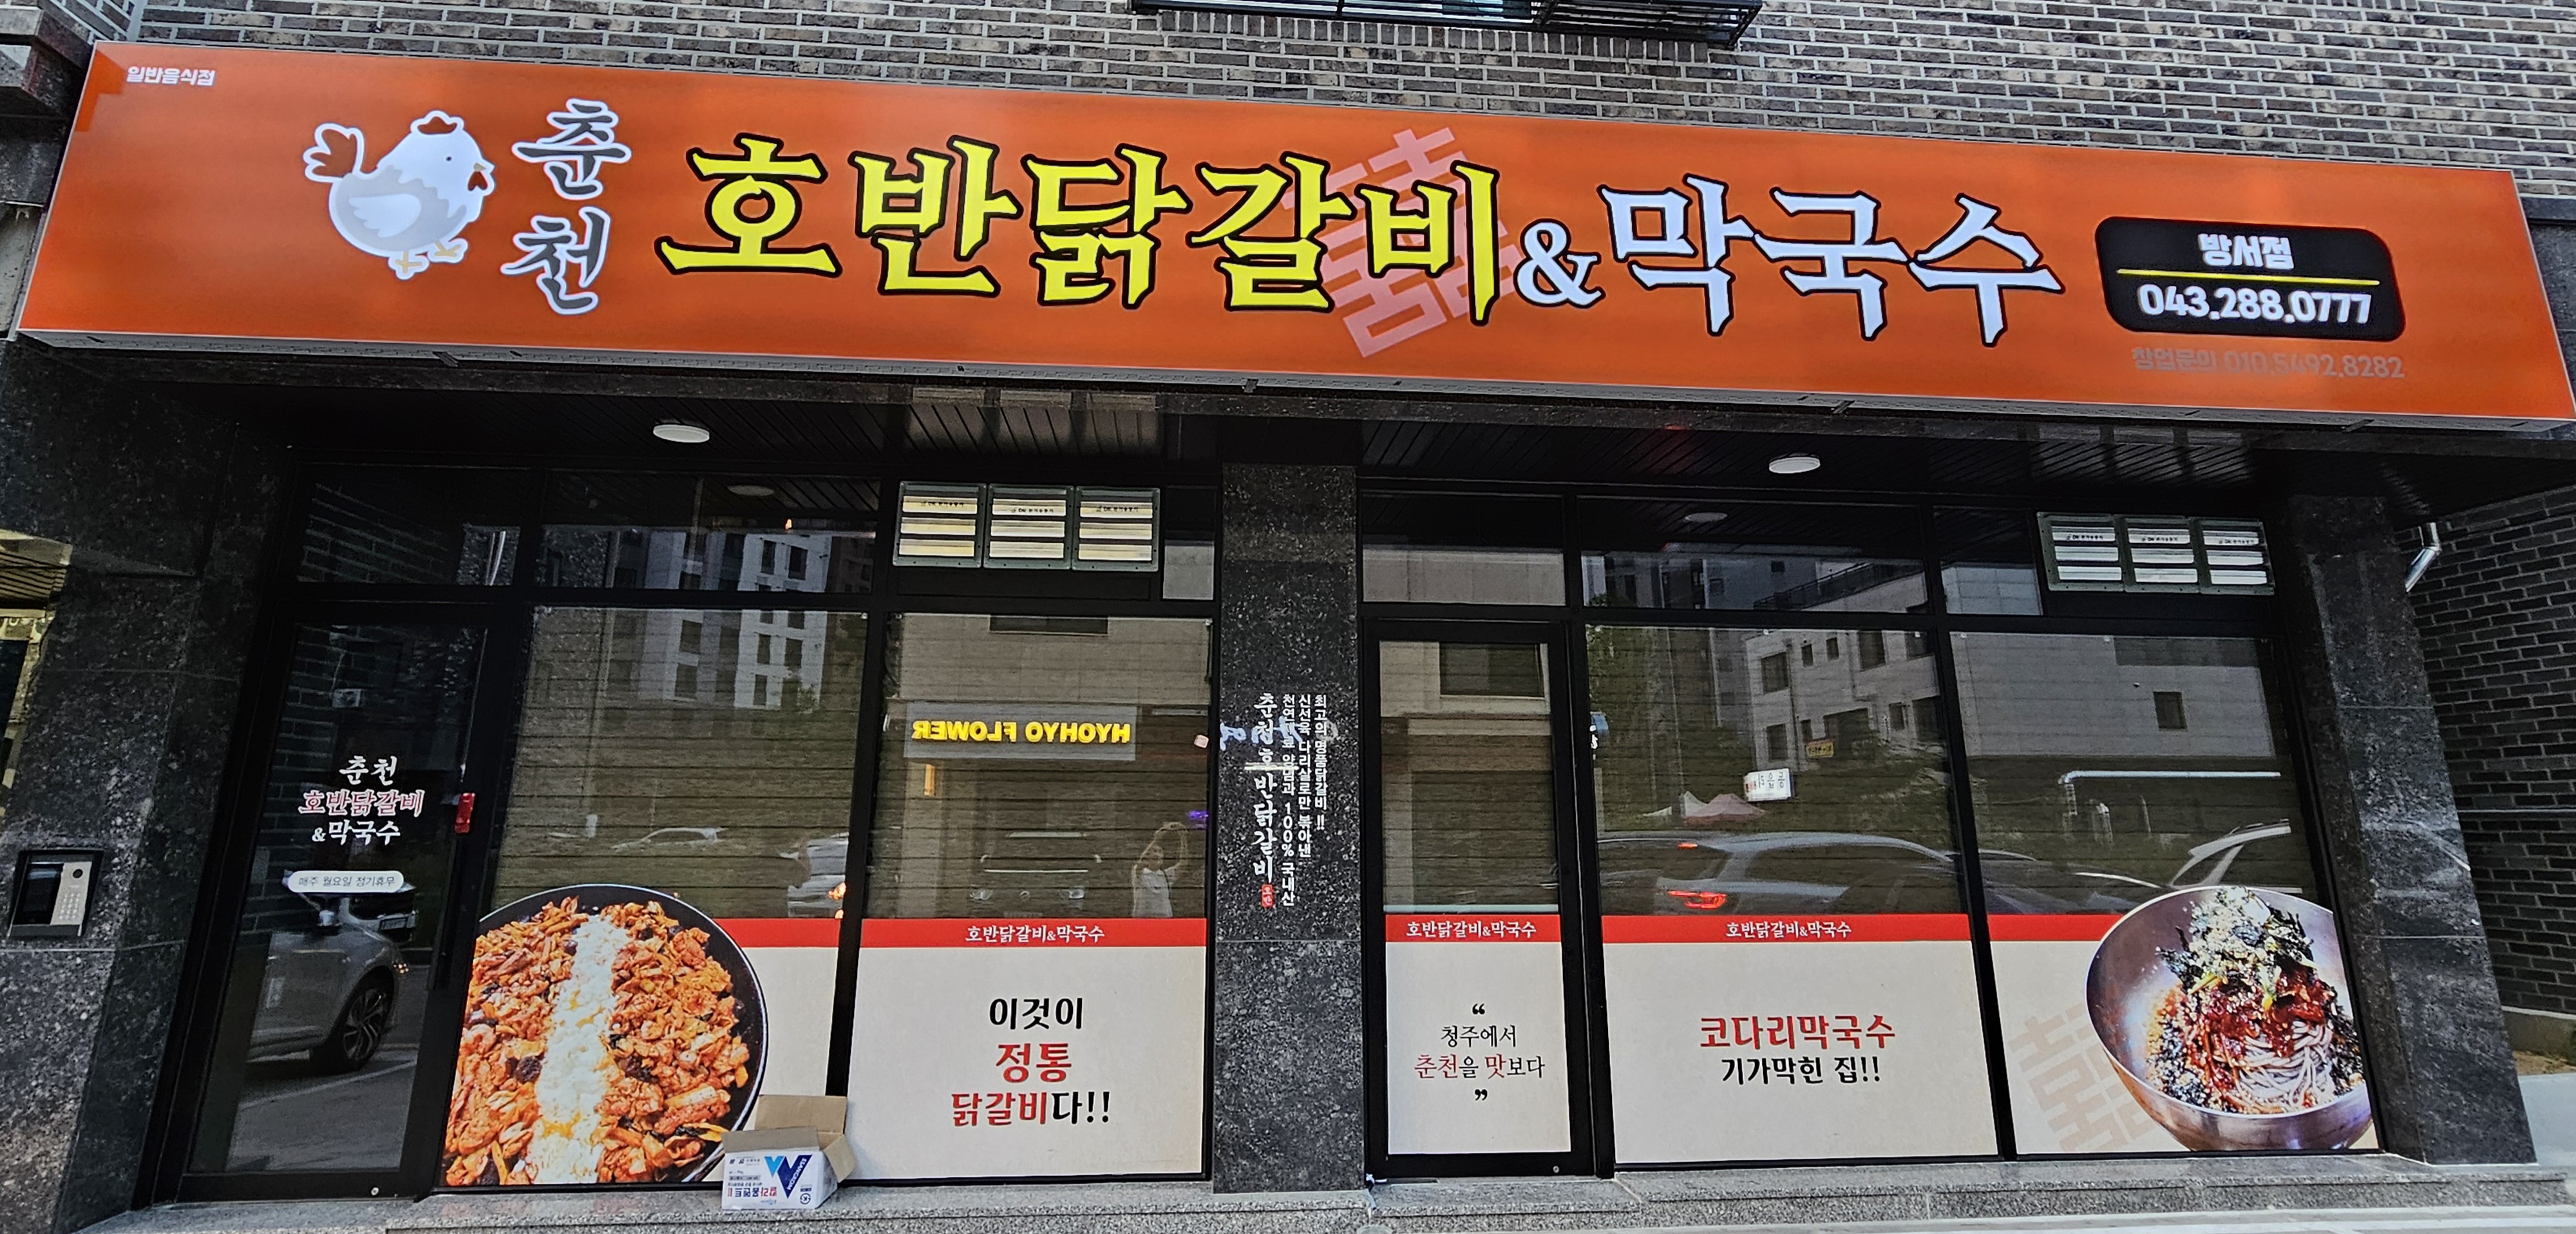 일반음식점
춘천
호반닭갈비&막국수
방서점
043.288.0777
창업문의 010.5492.8282
춘천
호반닭갈비
&막국수
매주 월요일 정기휴무
HYOHYO FLOWER
호반닭갈비&막국수
이것이
정통
닭갈비다!!
최고의 명품닭갈비!!
신선육 다리살로만 볶아낸
천연재료 양념과 100% 국내산
춘천호반닭갈비
호반닭갈비&막국수
“
청주에서
춘천을 맛보다
”
호반닭갈비&막국수
코다리막국수
기가막힌 집!!
囍
囍